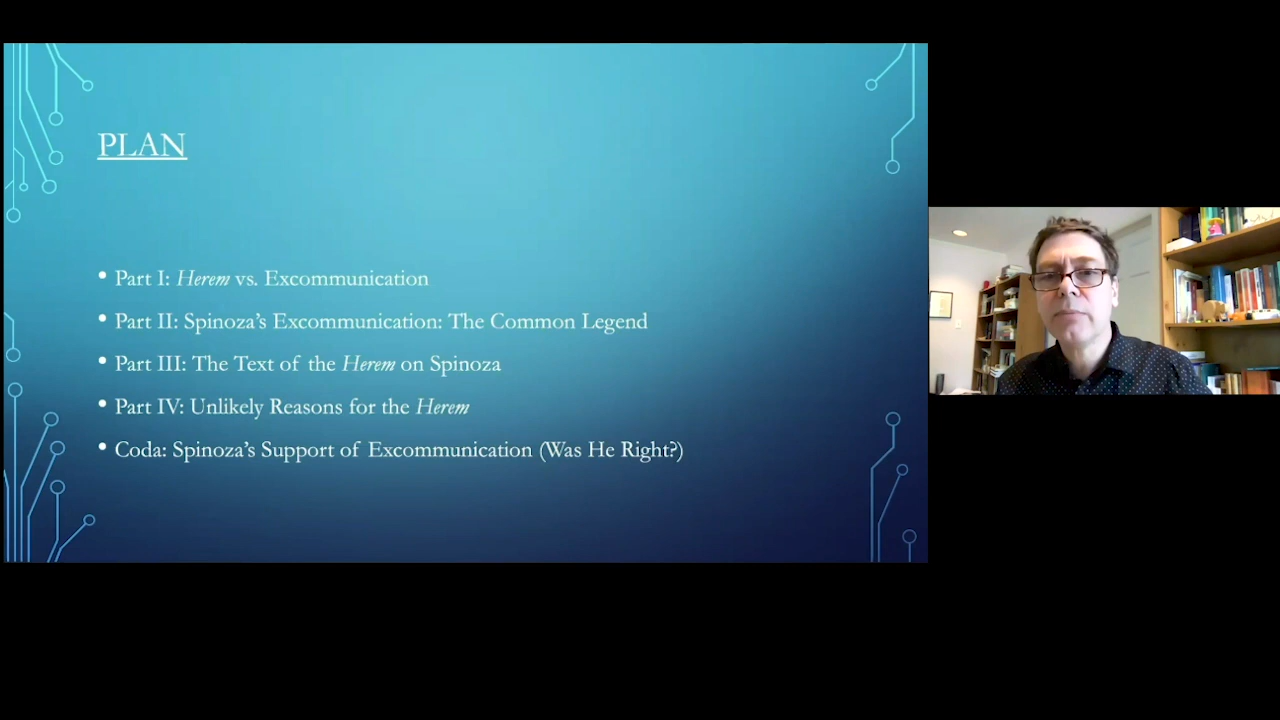 PLAN
• Part I: Herem vs. Excommunication
• Part II: Spinoza’s Excommunication: The Common Legend
• Part III: The Text of the Herem on Spinoza
• Part IV: Unlikely Reasons for the Herem
• Coda: Spinoza’s Support of Excommunication (Was He Right?)